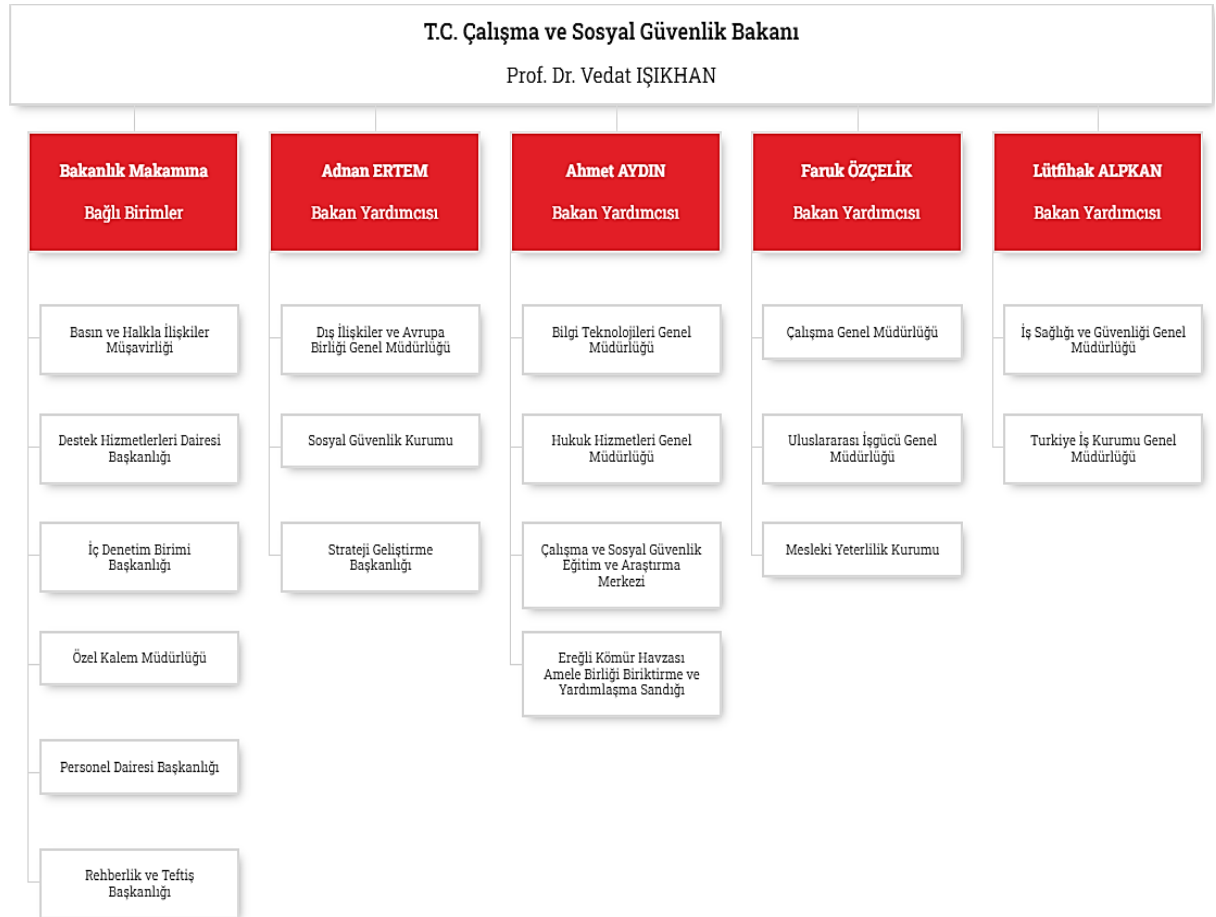 T.C. Çalışma ve Sosyal Güvenlik Bakanı
Prof. Dr. Vedat IŞIKHAN
Bakanlık Makamına
Bağlı Birimler
Basın ve Halkla İlişkiler
Müşavirliği
Destek Hizmetlerleri Dairesi
Başkanlığı
İç Denetim Birimi
Başkanlığı
Özel Kalem Müdürlüğü
Personel Dairesi Başkanlığı
Rehberlik ve Teftiş
Başkanlığı
Adnan ERTEM
Bakan Yardımcısı
Dış İlişkiler ve Avrupa
Birliği Genel Müdürlüğü
Sosyal Güvenlik Kurumu
Strateji Geliştirme
Başkanlığı
Ahmet AYDIN
Bakan Yardımcısı
Bilgi Teknolojileri Genel
Müdürlüğü
Hukuk Hizmetleri Genel
Müdürlüğü
Çalışma ve Sosyal Güvenlik
Eğitim ve Araştırma
Merkezi
Ereğli Kömür Havzası
Amele Birliği Biriktirme ve
Yardımlaşma Sandığı
Faruk ÖZÇELİK
Bakan Yardımcısı
Çalışma Genel Müdürlüğü
Uluslararası İşgücü Genel
Müdürlüğü
Mesleki Yeterlilik Kurumu
Lütfihak ALPKAN
Bakan Yardımcısı
İş Sağlığı ve Güvenliği Genel
Müdürlüğü
Turkiye İş Kurumu Genel
Müdürlüğü